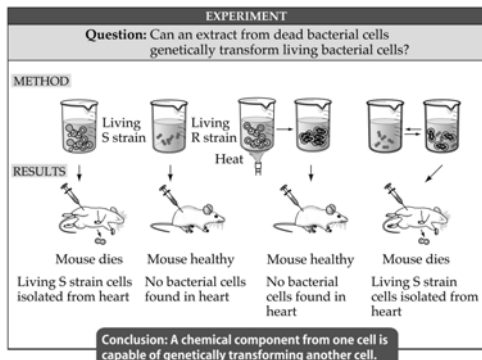 EXPERIMENT
Question: Can an extract from dead bacterial cells
genetically transform living bacterial cells?
METHOD
Living
S strain
Living
R strain
Heat
RESULTS
Mouse dies
Mouse healthy
Mouse healthy
Mouse dies
Living S strain cells
isolated from heart
No bacterial cells
found in heart
No bacterial
cells found in
heart
Living S strain
cells isolated from
heart
Conclusion: A chemical component from one cell is
capable of genetically transforming another cell.